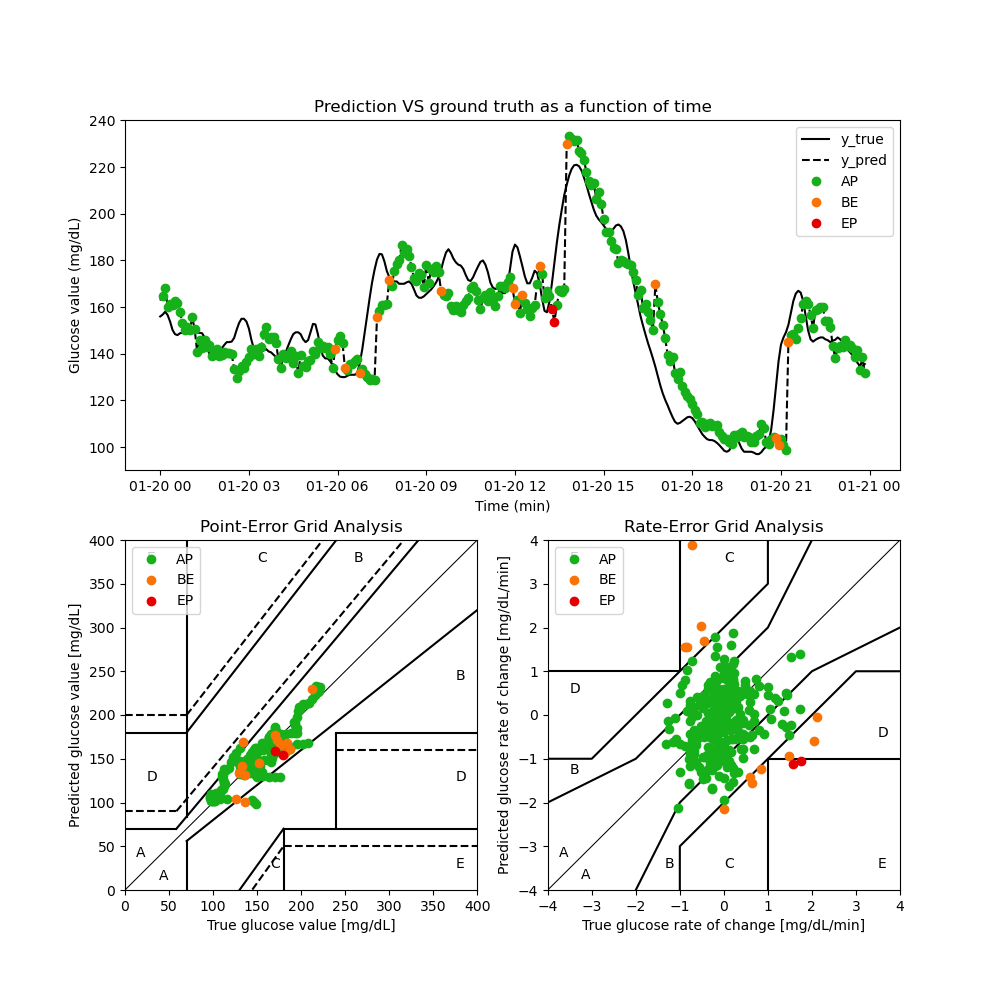 Prediction VS ground truth as a function of time
Glucose value (mg/dL)
240
220
200
180
160
140
120
100
y_true
y_pred
AP
BE
EP
01-20 00 01-20 03 01-20 06 01-20 09 01-20 12 01-20 15 01-20 18 01-20 21 01-21 00
Time (min)
Point-Error Grid Analysis
Predicted glucose value [mg/dL]
400
350
300
250
200
150
100
50
0
AP
BE
EP
C
B
B
D
D
A
A
C
E
0 50 100 150 200 250 300 350 400
True glucose value [mg/dL]
Rate-Error Grid Analysis
Predicted glucose rate of change [mg/dL/min]
4
3
2
1
0
−1
−2
−3
−4
AP
BE
EP
C
D
D
B
A
A
B
C
E
−4 −3 −2 −1 0 1 2 3 4
True glucose rate of change [mg/dL/min]